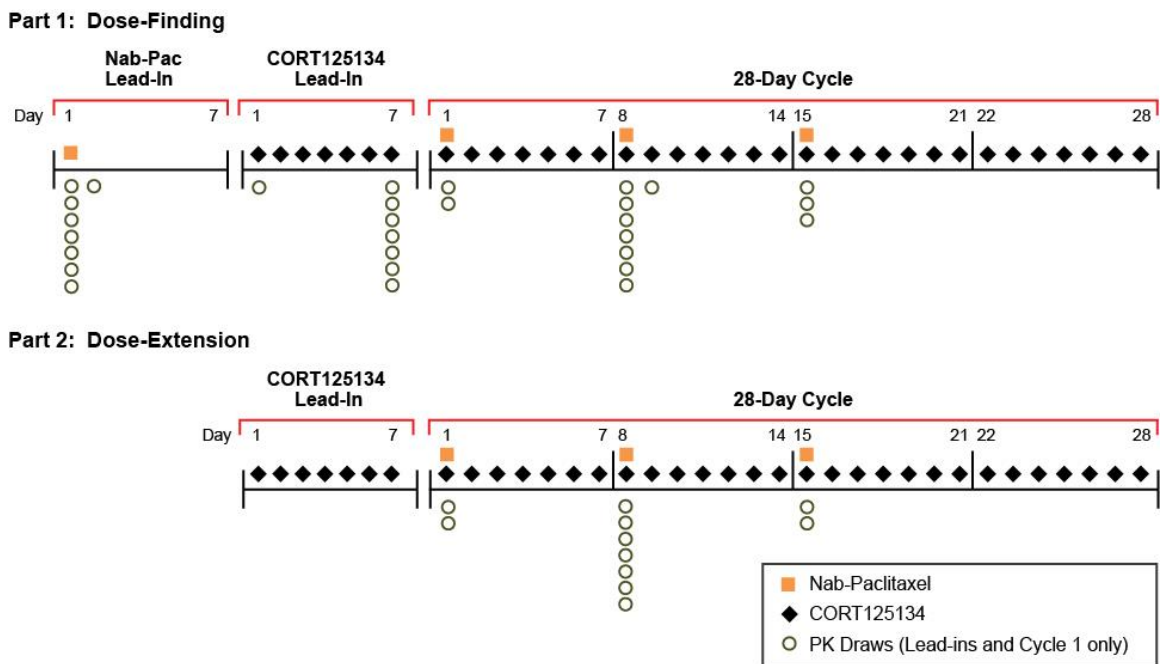 Part 1: Dose-Finding
Nab-Pac
Lead-In
CORT125134
Lead-In
28-Day Cycle
Day 1 7 1 7 1 7 8 14 15 21 22 28
Part 2: Dose-Extension
CORT125134
Lead-In
28-Day Cycle
Day 1 7 1 7 8 14 15 21 22 28
Nab-Paclitaxel
CORT125134
PK Draws (Lead-ins and Cycle 1 only)